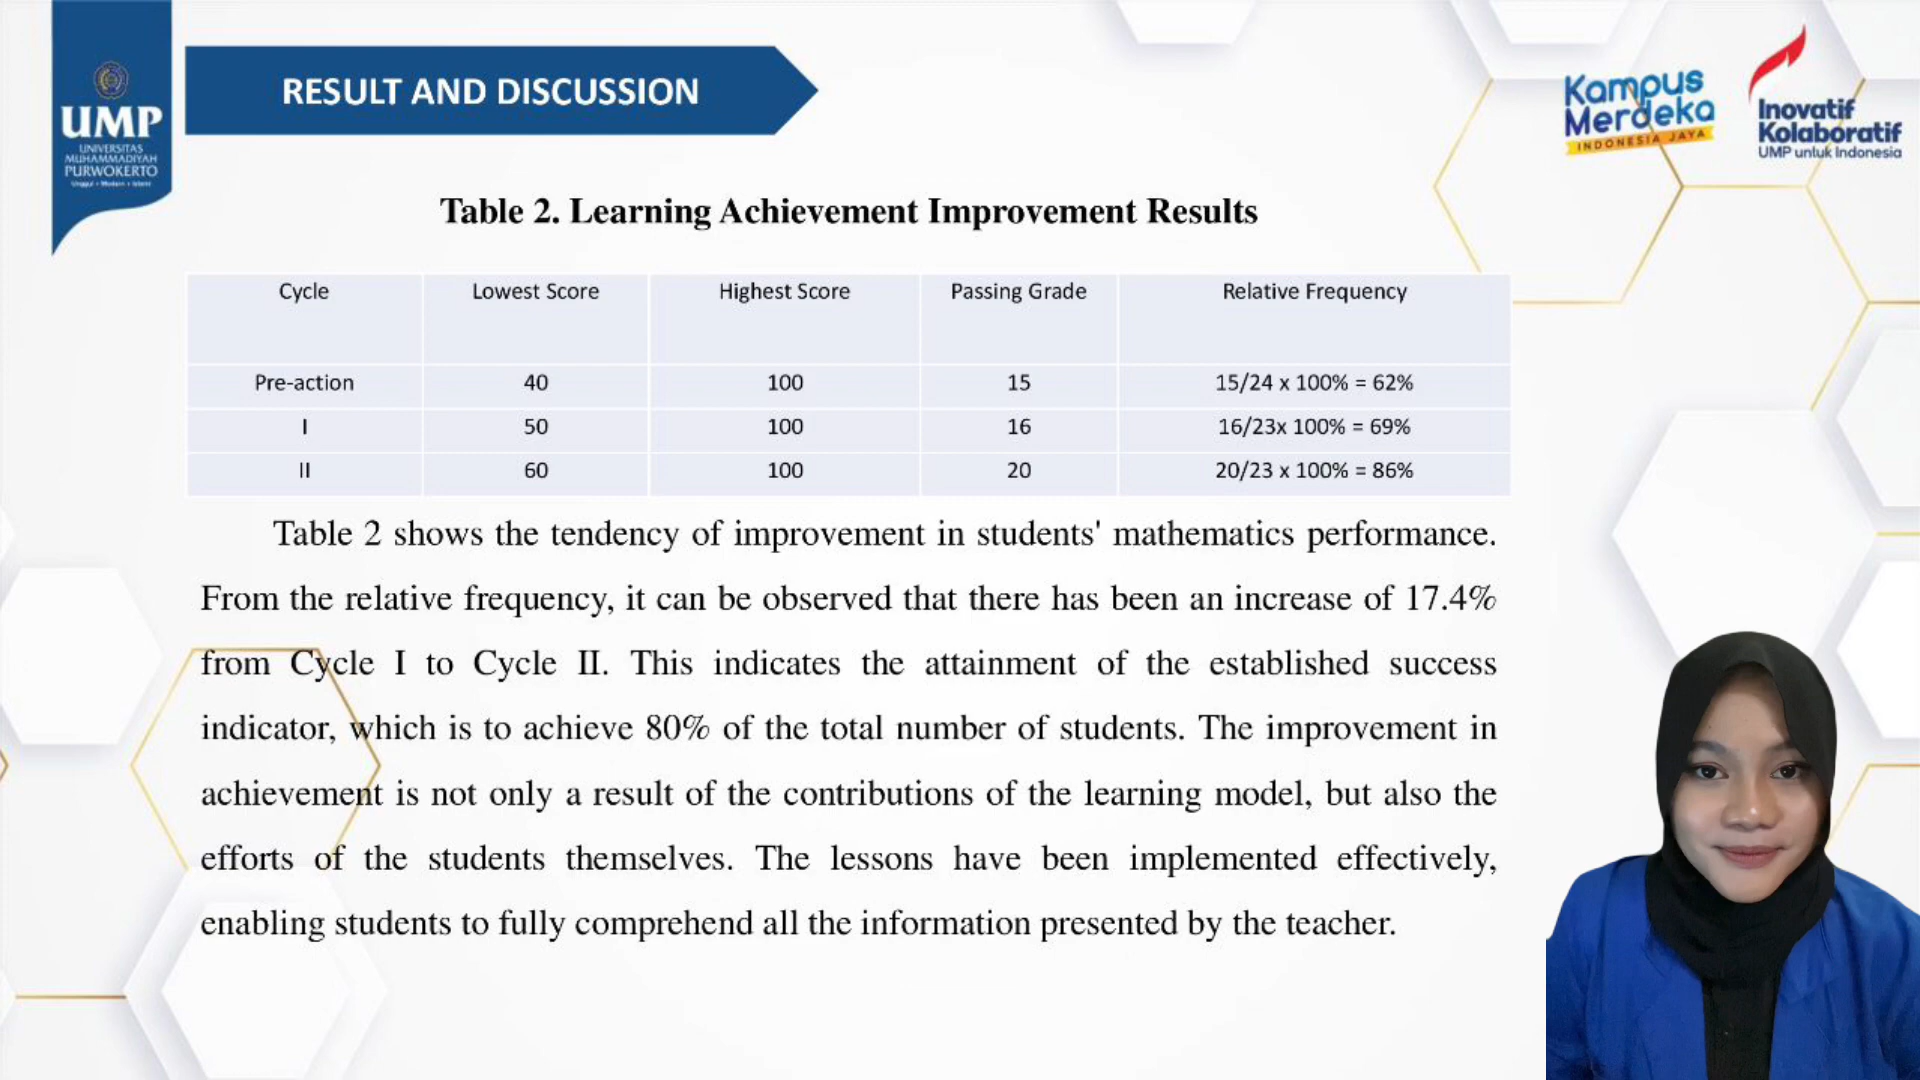 UMP
UNIVERSITAS
MUHAMMADIYAH
PURWOKERTO
Unggul • Modern • Islami
RESULT AND DISCUSSION
Kampus
Merdeka
INDONESIA JAYA
Inovatif
Kolaboratif
UMP untuk Indonesia
Table 2. Learning Achievement Improvement Results
Cycle Lowest Score Highest Score Passing Grade Relative Frequency
Pre-action 40 100 15 15/24 x 100% = 62%
I 50 100 16 16/23x 100% = 69%
II 60 100 20 20/23 x 100% = 86%
Table 2 shows the tendency of improvement in students' mathematics performance.
From the relative frequency, it can be observed that there has been an increase of 17.4%
from Cycle I to Cycle II. This indicates the attainment of the established success
indicator, which is to achieve 80% of the total number of students. The improvement in
achievement is not only a result of the contributions of the learning model, but also the
efforts of the students themselves. The lessons have been implemented effectively,
enabling students to fully comprehend all the information presented by the teacher.